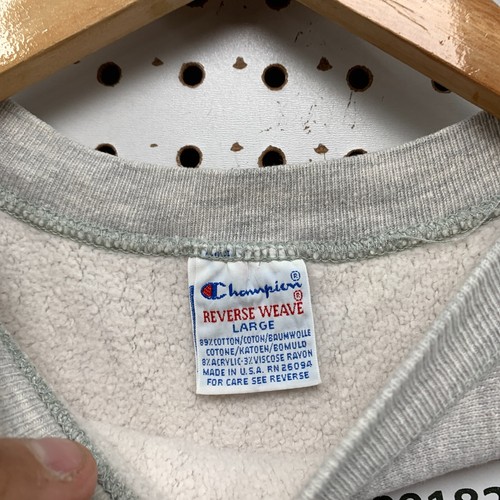 Champion®
REVERSE WEAVE®
LARGE
89% COTTON/COTON/BAUMWOLLE
COTONE/KATOEN/BOMULD
8% ACRYLIC-3% VISCOSE RAYON
MADE IN U.S.A. RN 26094
FOR CARE SEE REVERSE